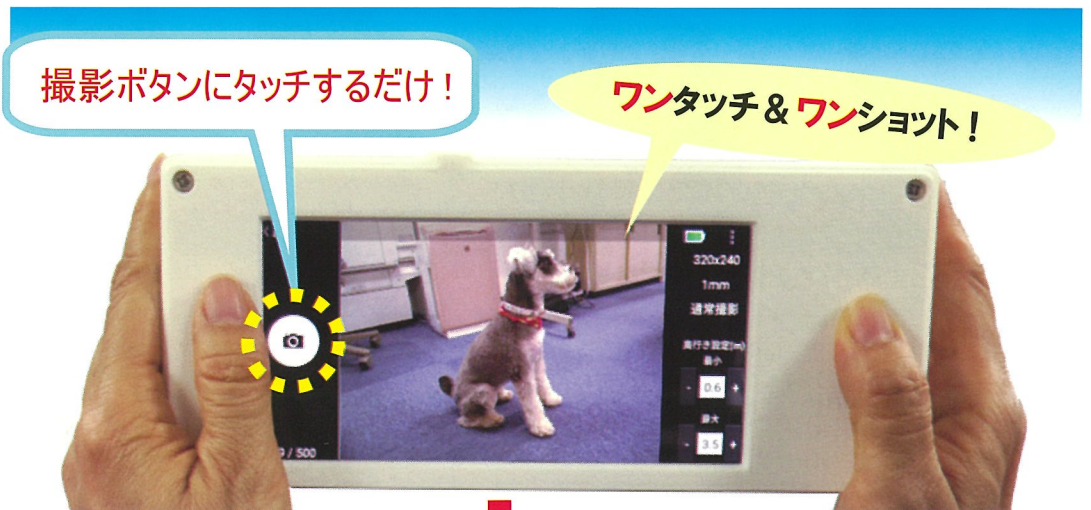 撮影ボタンにタッチするだけ！
ワンタッチ＆ワンショット！
320x240
1mm
通常撮影
奥行き設定(m)
最小
- 0.6 +
最大
- 3.5 +
/ 500